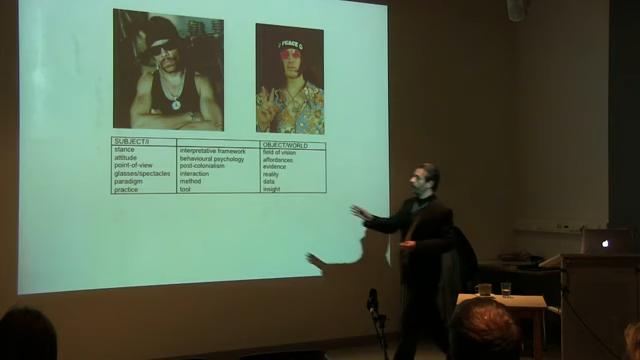 PEACE
SUBJECT/I OBJECT/WORLD
stance interpretative framework field of vision
attitude behavioural psychology affordances
point-of-view post-colonialism evidence
glasses/spectacles interaction reality
paradigm method data
practice tool insight